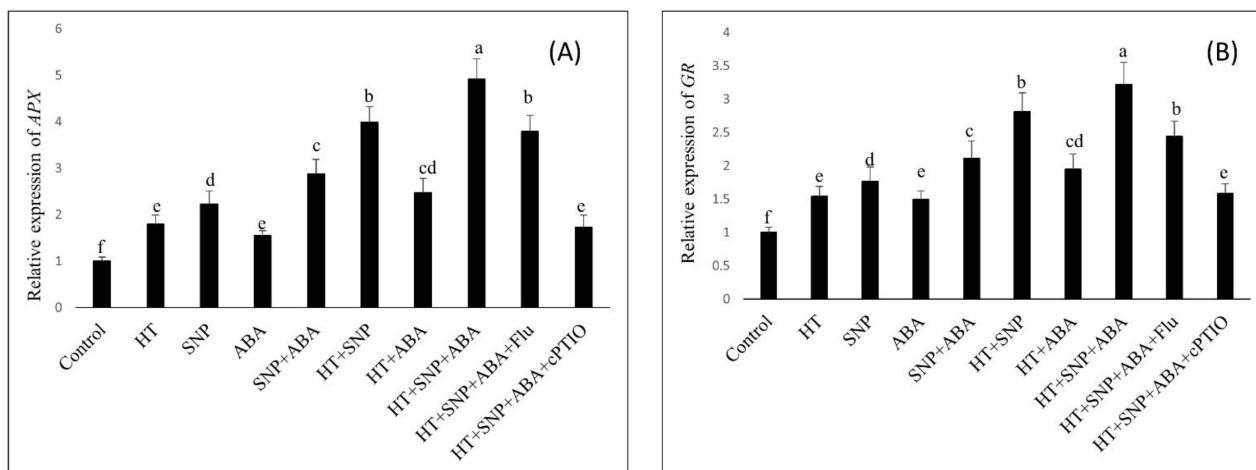 (A)
Relative expression of APX
6
5
4
3
2
1
0
f
e
d
e
c
b
cd
a
b
e
Control
HT
SNP
ABA
SNP+ABA
HT+SNP
HT+ABA
HT+SNP+ABA
HT+SNP+ABA+Flu
HT+SNP+ABA+cPTIO
(B)
Relative expression of GR
4
3.5
3
2.5
2
1.5
1
0.5
0
f
e
d
e
c
b
cd
a
b
e
Control
HT
SNP
ABA
SNP+ABA
HT+SNP
HT+ABA
HT+SNP+ABA
HT+SNP+ABA+Flu
HT+SNP+ABA+cPTIO